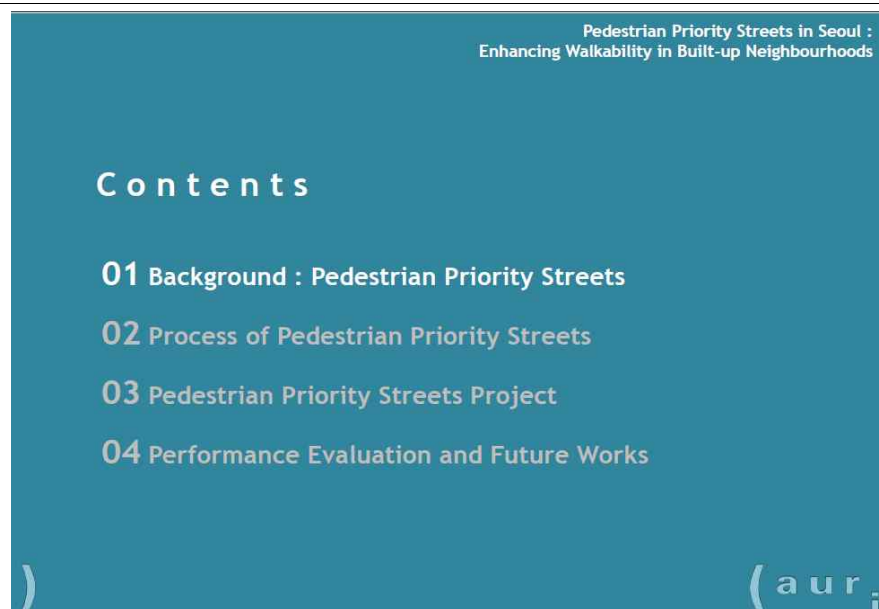 Pedestrian Priority Streets in Seoul :
Enhancing Walkability in Built-up Neighbourhoods
Contents
01 Background : Pedestrian Priority Streets
02 Process of Pedestrian Priority Streets
03 Pedestrian Priority Streets Project
04 Performance Evaluation and Future Works
)
(aur